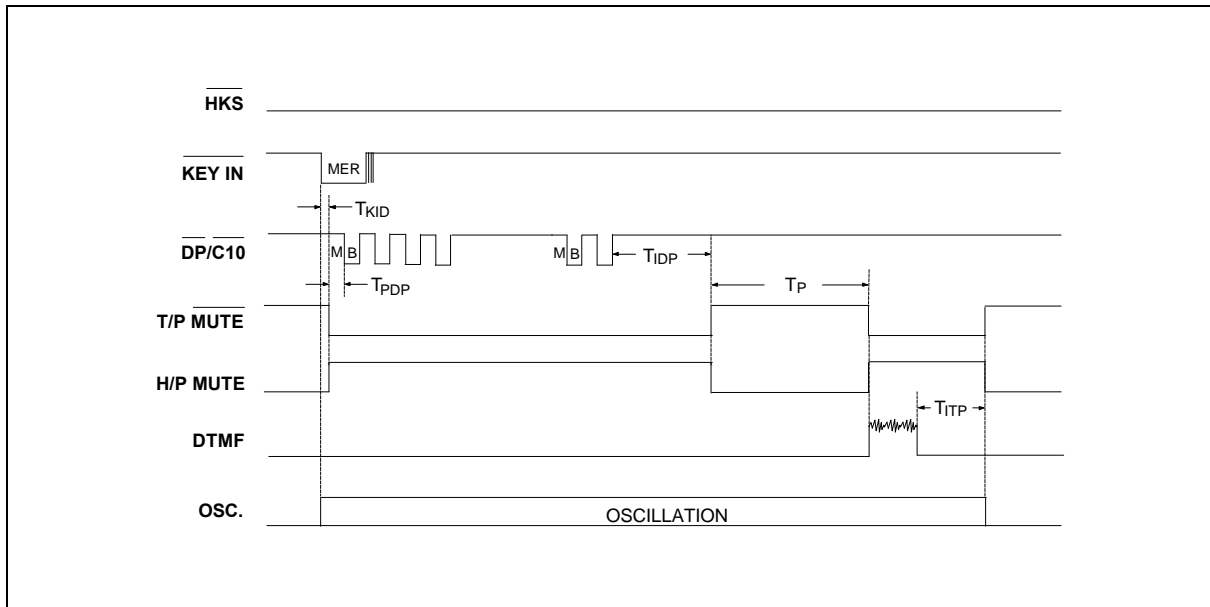 HKS
KEY IN
MER
TKID
DP/C10
M B
M B
TIDP
TPDP
TP
T/P MUTE
H/P MUTE
TITP
DTMF
OSC.
OSCILLATION